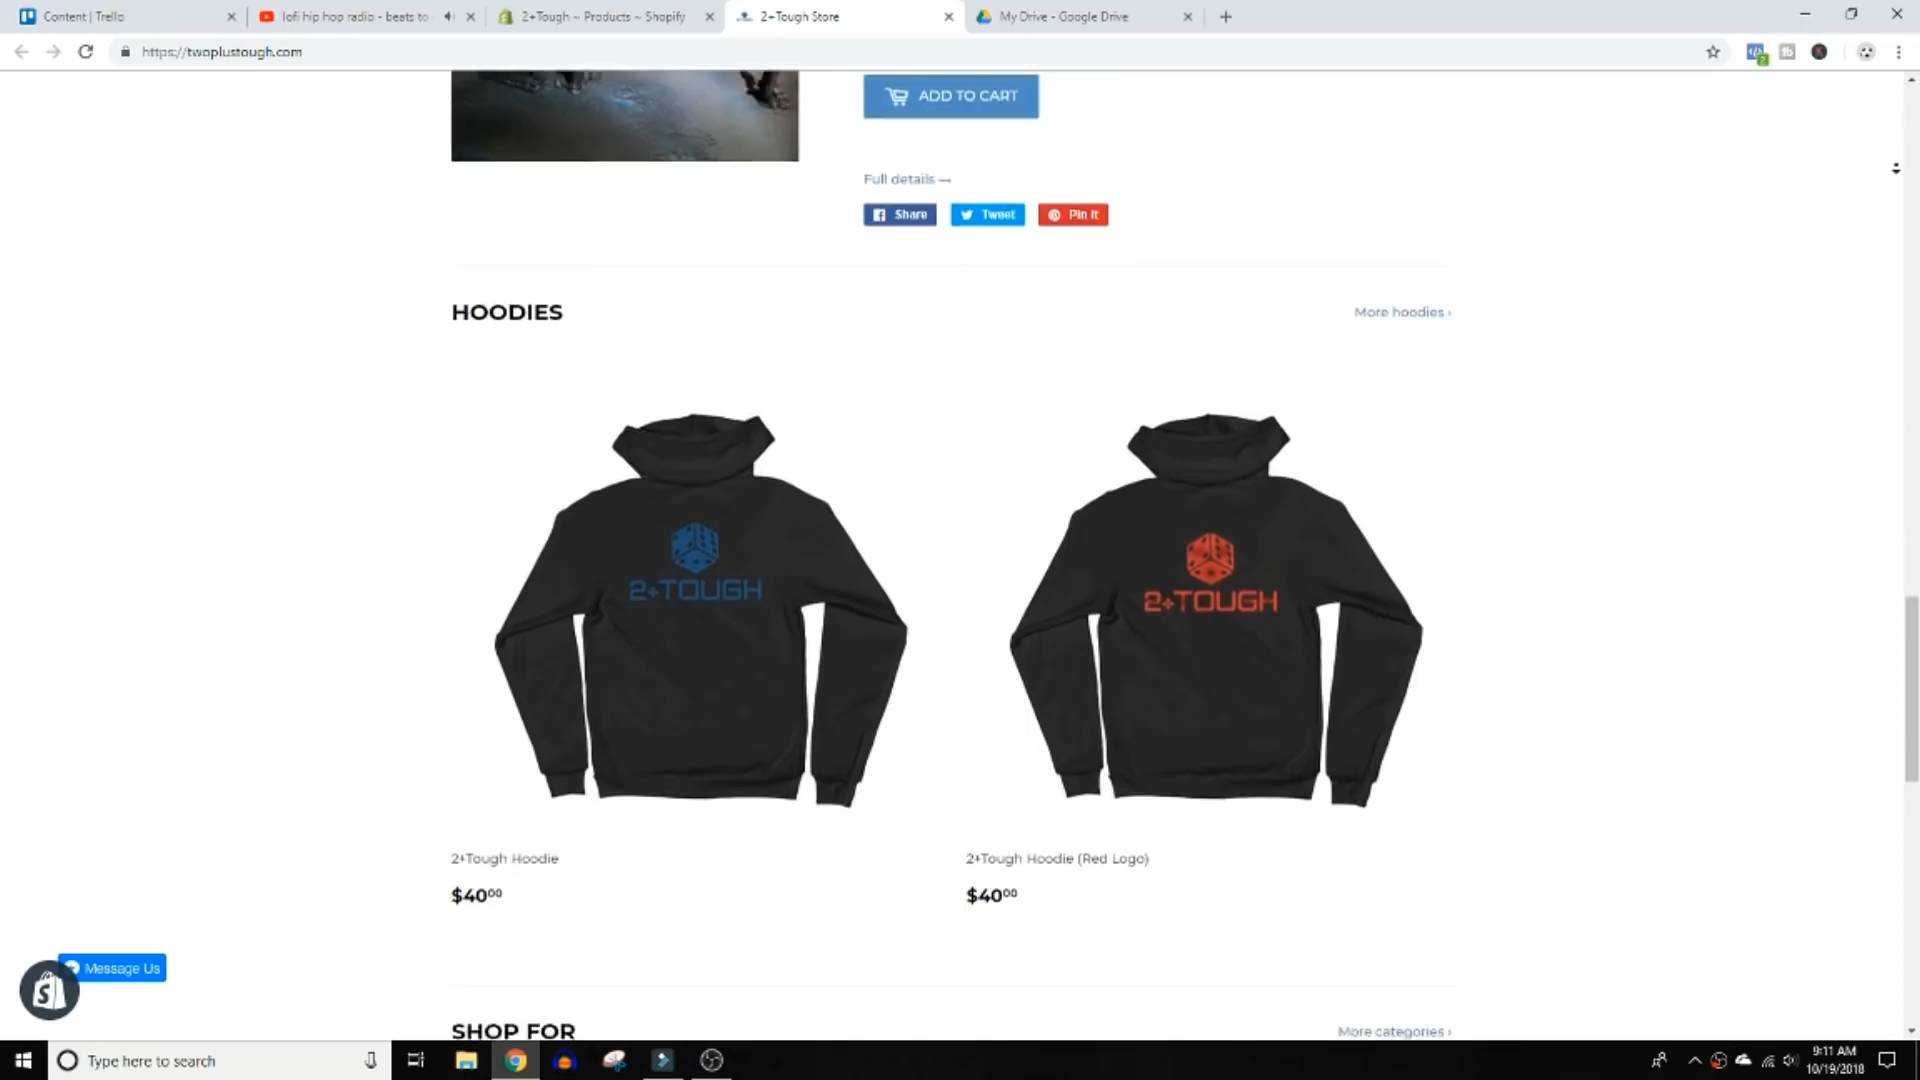 Content | Trello
lofi hip hop radio - beats to
2+Tough ~ Products ~ Shopify
2+Tough Store
My Drive - Google Drive
https://twoplustough.com
ADD TO CART
Full details —
Share
Tweet
Pin it
HOODIES
More hoodies ›
2+TOUGH
2+TOUGH
2+Tough Hoodie
2+Tough Hoodie (Red Logo)
$40⁰⁰
$40⁰⁰
Message Us
SHOP FOR
More categories ›
Type here to search
9:11 AM
10/19/2018